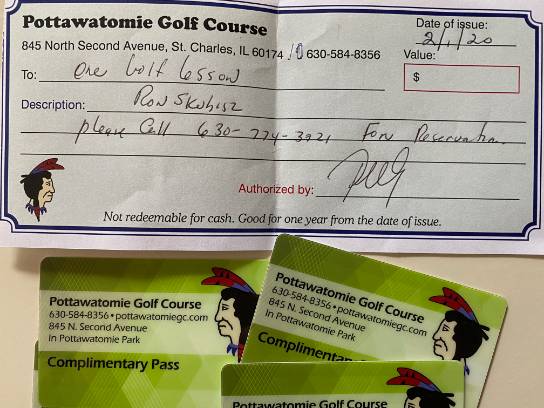 Pottawatomie Golf Course
845 North Second Avenue, St. Charles, IL 60174 630-584-8356
Date of issue:
2/1/20
Value:
$
To: One Golf Lesson
Description: Ron Skubisz
please Call 630-774-3921 For Reservation
Authorized by:
Not redeemable for cash. Good for one year from the date of issue.
Pottawatomie Golf Course
630-584-8356 • pottawatomiegc.com
845 N. Second Avenue
In Pottawatomie Park
Complimentary Pass
Pottawatomie Golf Course
630-584-8356 • pottawatomiegc.com
845 N. Second Avenue
In Pottawatomie Park
Complimentar
Pottawatomie Golf Course